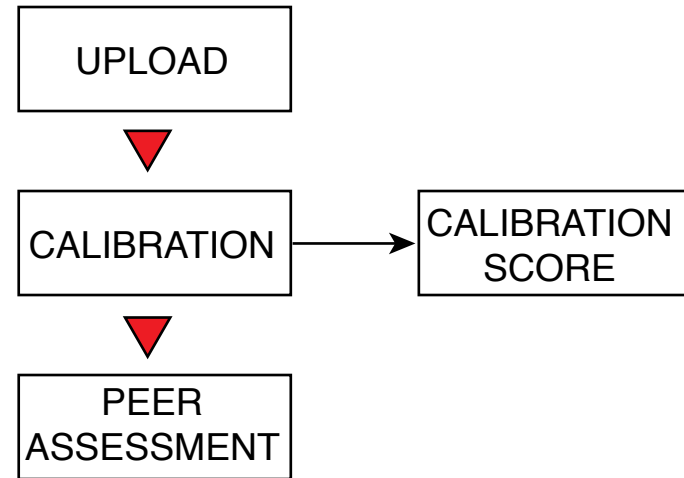 UPLOAD
CALIBRATION
CALIBRATION
SCORE
PEER
ASSESSMENT